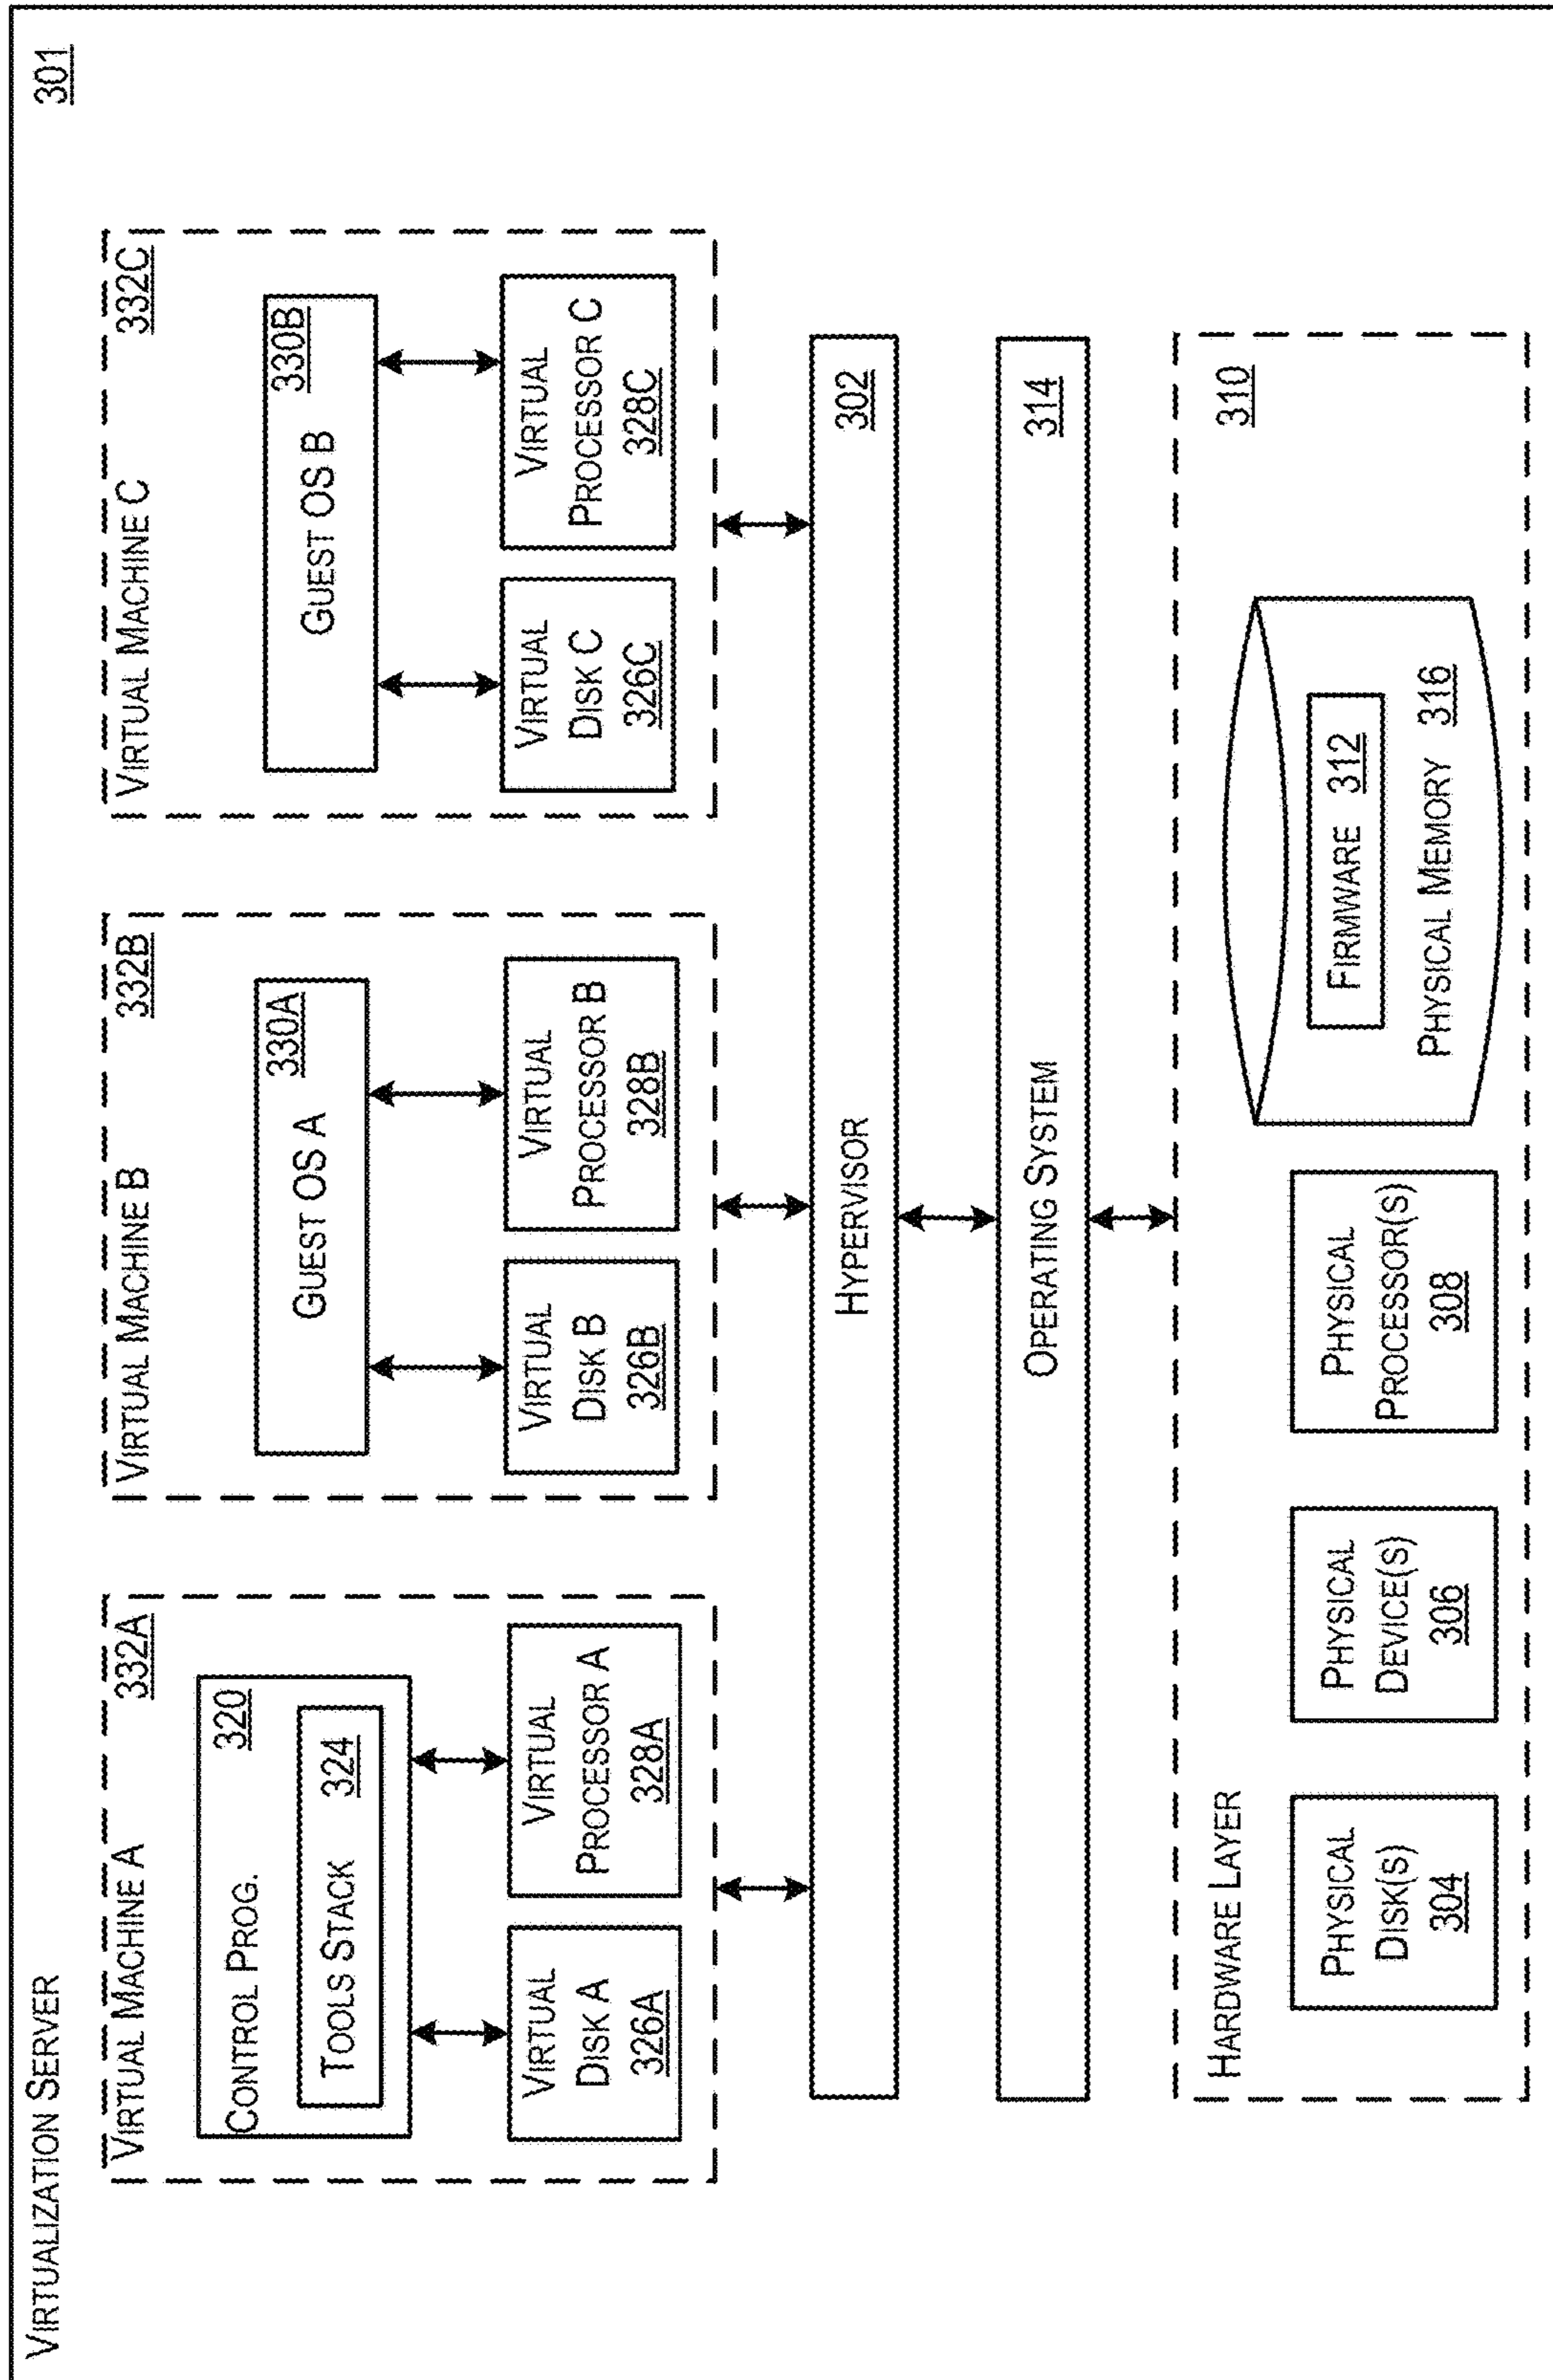 VIRTUALIZATION SERVER
301
VIRTUAL MACHINE A
332A
CONTROL PROG.
320
TOOLS STACK
324
VIRTUAL
DISK A
326A
VIRTUAL
PROCESSOR A
328A
VIRTUAL MACHINE B
332B
GUEST OS A
330A
VIRTUAL
DISK B
326B
VIRTUAL
PROCESSOR B
328B
VIRTUAL MACHINE C
332C
GUEST OS B
330B
VIRTUAL
DISK C
326C
VIRTUAL
PROCESSOR C
328C
HYPERVISOR
302
OPERATING SYSTEM
314
HARDWARE LAYER
310
PHYSICAL
DISK(S)
304
PHYSICAL
DEVICE(S)
306
PHYSICAL
PROCESSOR(S)
308
FIRMWARE 312
PHYSICAL MEMORY 316